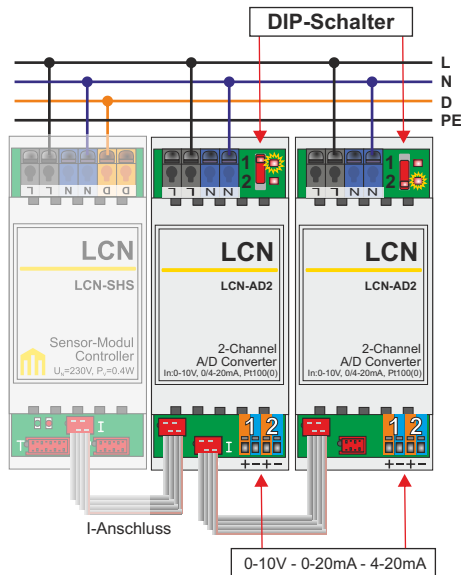 DIP-Schalter
L
N
D
PE
L L N N D D
L L N N
1
2
L L N N
1
2
LCN
LCN-SHS
Sensor-Modul
Controller
Uₙ=230V, Pᵥ=0.4W
LCN
LCN-AD2
2-Channel
A/D Converter
In:0-10V, 0/4-20mA, Pt100(0)
LCN
LCN-AD2
2-Channel
A/D Converter
In:0-10V, 0/4-20mA, Pt100(0)
T
I
I
1 2
+ − + −
1 2
+ − + −
I-Anschluss
0-10V - 0-20mA - 4-20mA